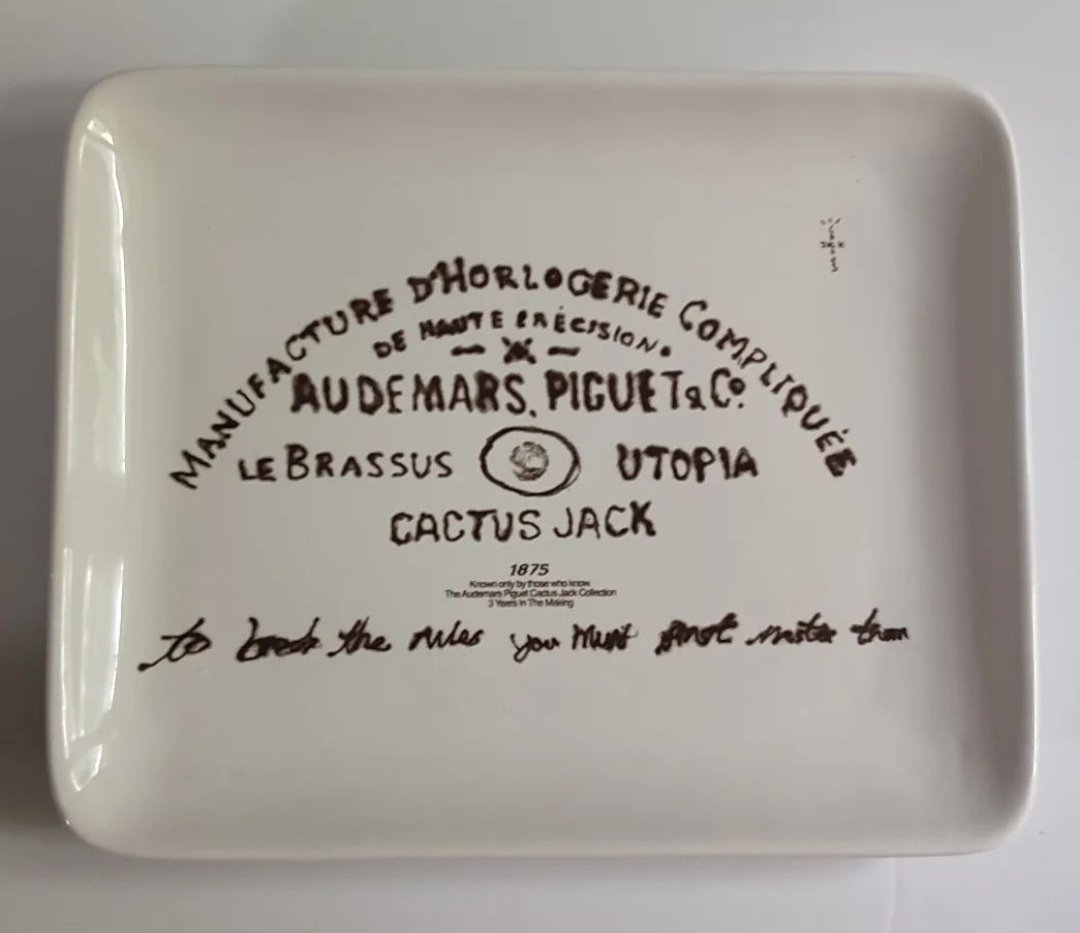 MANUFACTURE D'HORLOGERIE COMPLIQUÉE
DE HAUTE PRÉCISION.
AUDEMARS, PIGUET & Co.
LE BRASSUS UTOPIA
CACTUS JACK
1875
Known only by those who know
The Audemars Piguet Cactus Jack Collection
3 Years In The Making
to break the rules you must first master them